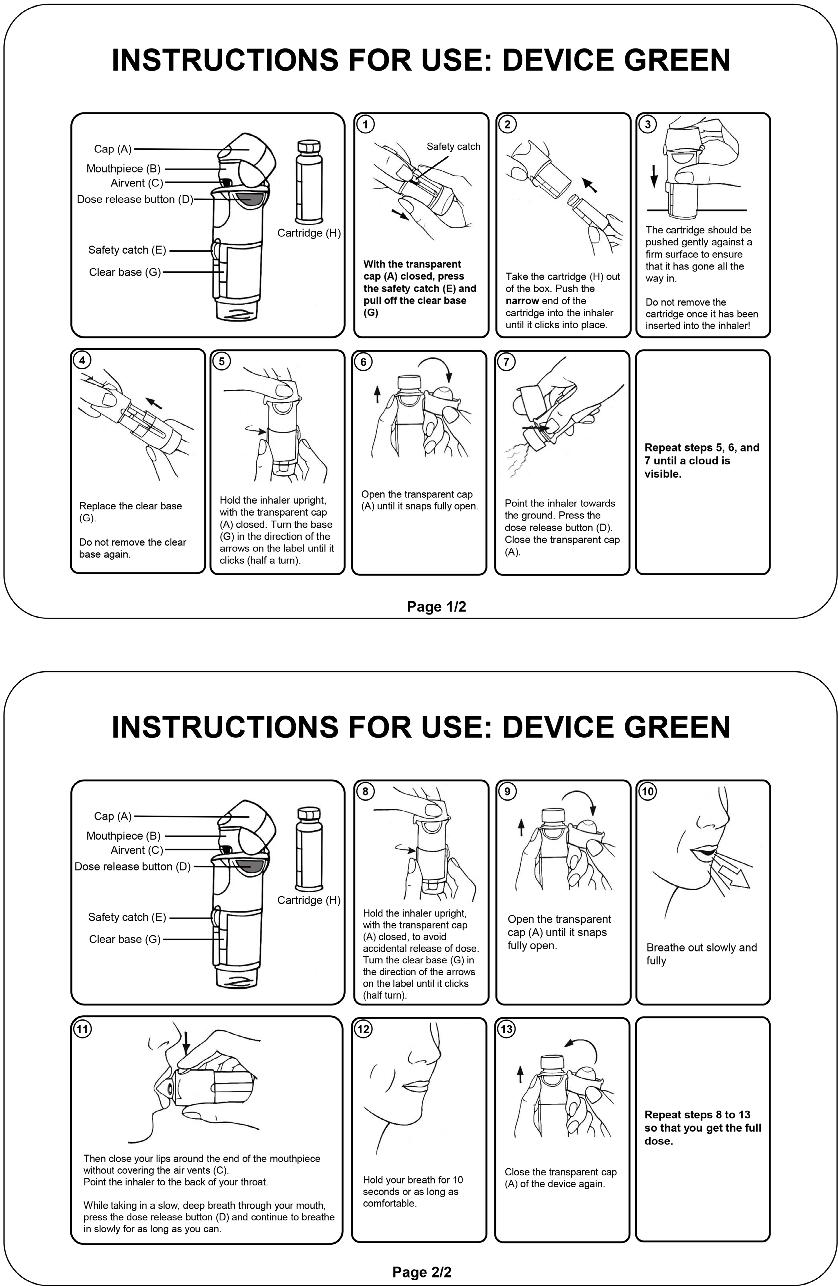 INSTRUCTIONS FOR USE: DEVICE GREEN
Cap (A)
Mouthpiece (B)
Airvent (C)
Dose release button (D)
Safety catch (E)
Clear base (G)
Cartridge (H)
1
Safety catch
With the transparent
cap (A) closed, press
the safety catch (E) and
pull off the clear base
(G)
2
Take the cartridge (H) out
of the box. Push the
narrow end of the
cartridge into the inhaler
until it clicks into place.
3
The cartridge should be
pushed gently against a
firm surface to ensure
that it has gone all the
way in.
Do not remove the
cartridge once it has been
inserted into the inhaler!
4
Replace the clear base
(G).
Do not remove the clear
base again.
5
Hold the inhaler upright,
with the transparent cap
(A) closed. Turn the base
(G) in the direction of the
arrows on the label until it
clicks (half a turn).
6
Open the transparent cap
(A) until it snaps fully open
7
Point the inhaler towards
the ground. Press the
dose release button (D).
Close the transparent cap
(A).
Repeat steps 5, 6, and
7 until a cloud is
visible.
Page 1/2
INSTRUCTIONS FOR USE: DEVICE GREEN
Cap (A)
Mouthpiece (B)
Airvent (C)
Dose release button (D)
Safety catch (E)
Clear base (G)
Cartridge (H)
8
Hold the inhaler upright,
with the transparent cap
(A) closed, to avoid
accidental release of dose.
Turn the clear base (G) in
the direction of the arrows
on the label until it clicks
(half turn).
9
Open the transparent
cap (A) until it snaps
fully open.
10
Breathe out slowly and
fully
11
Then close your lips around the end of the mouthpiece
without covering the air vents (C).
Point the inhaler to the back of your throat
While taking in a slow, deep breath through your mouth,
press the dose release button (D) and continue to breathe
in slowly for as long as you can.
12
Hold your breath for 10
seconds or as long as
comfortable.
13
Close the transparent cap
(A) of the device again.
Repeat steps 8 to 13
so that you get the full
dose.
Page 2/2